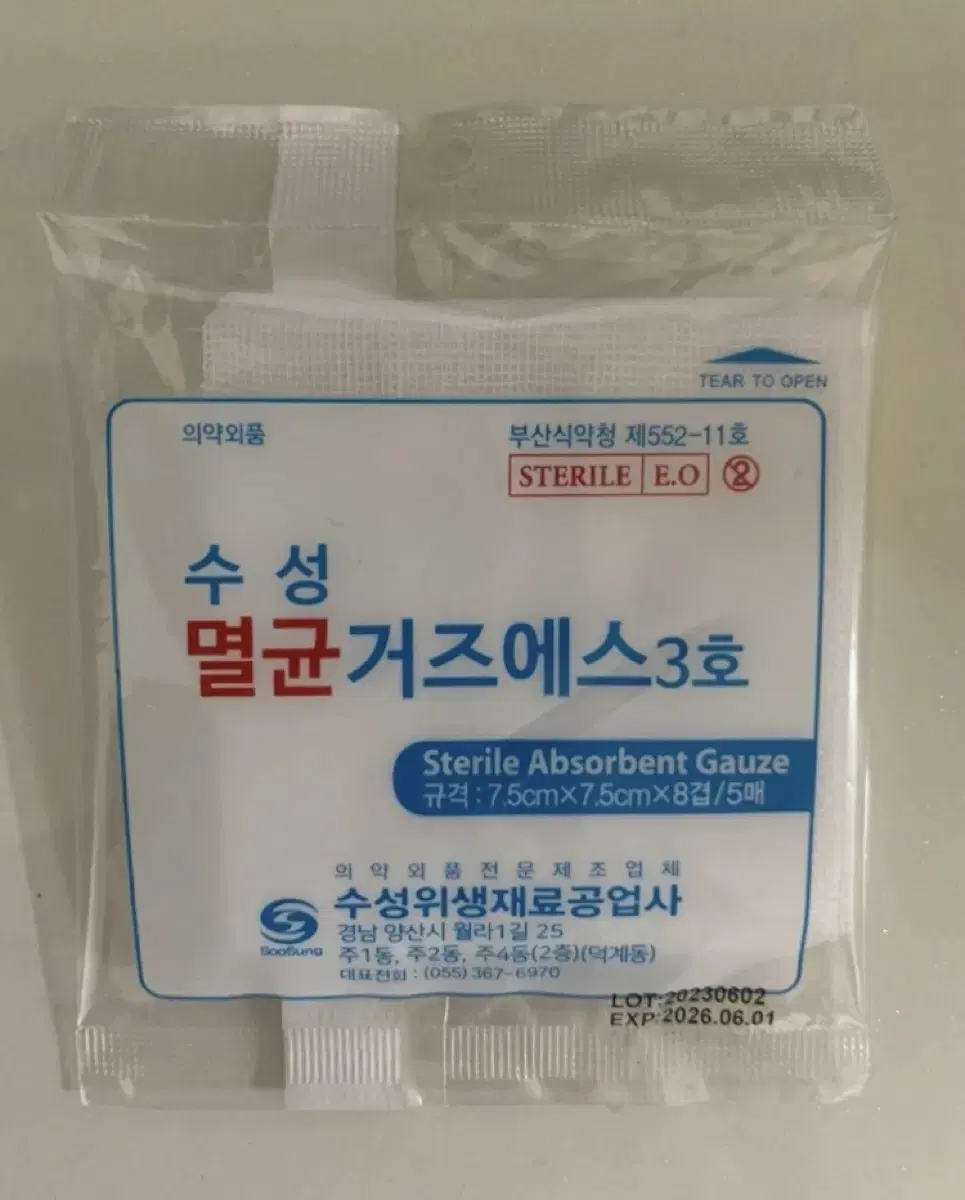 TEAR TO OPEN
의약외품
부산식약청 제552-11호
STERILE E.O 2
수성
멸균거즈에스3호
Sterile Absorbent Gauze
규격 : 7.5cm×7.5cm×8겹/5매
의약외품전문제조업체
수성위생재료공업사
SooSung
경남 양산시 월라1길 25
주1동, 주2동, 주4동(2층)(덕계동)
대표전화 : (055) 367-6970
LOT:20230602
EXP:2026.06.01